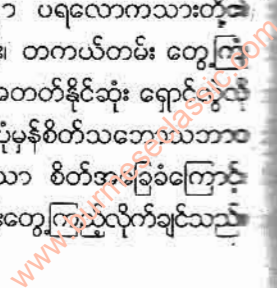 ာ ပရလောကသားတို့၏
း၊ တကယ်တမ်း တွေ့ကြ
အတတ်နိုင်ဆုံး ရှောင်
ပုံမှန်စိတ်သဘောသဘာဝ
သာ စိတ်အခြေခံကြောင့်
းတွေ့ကြည့်လိုက်ချင်သည်။
www.burmeseclassic.com